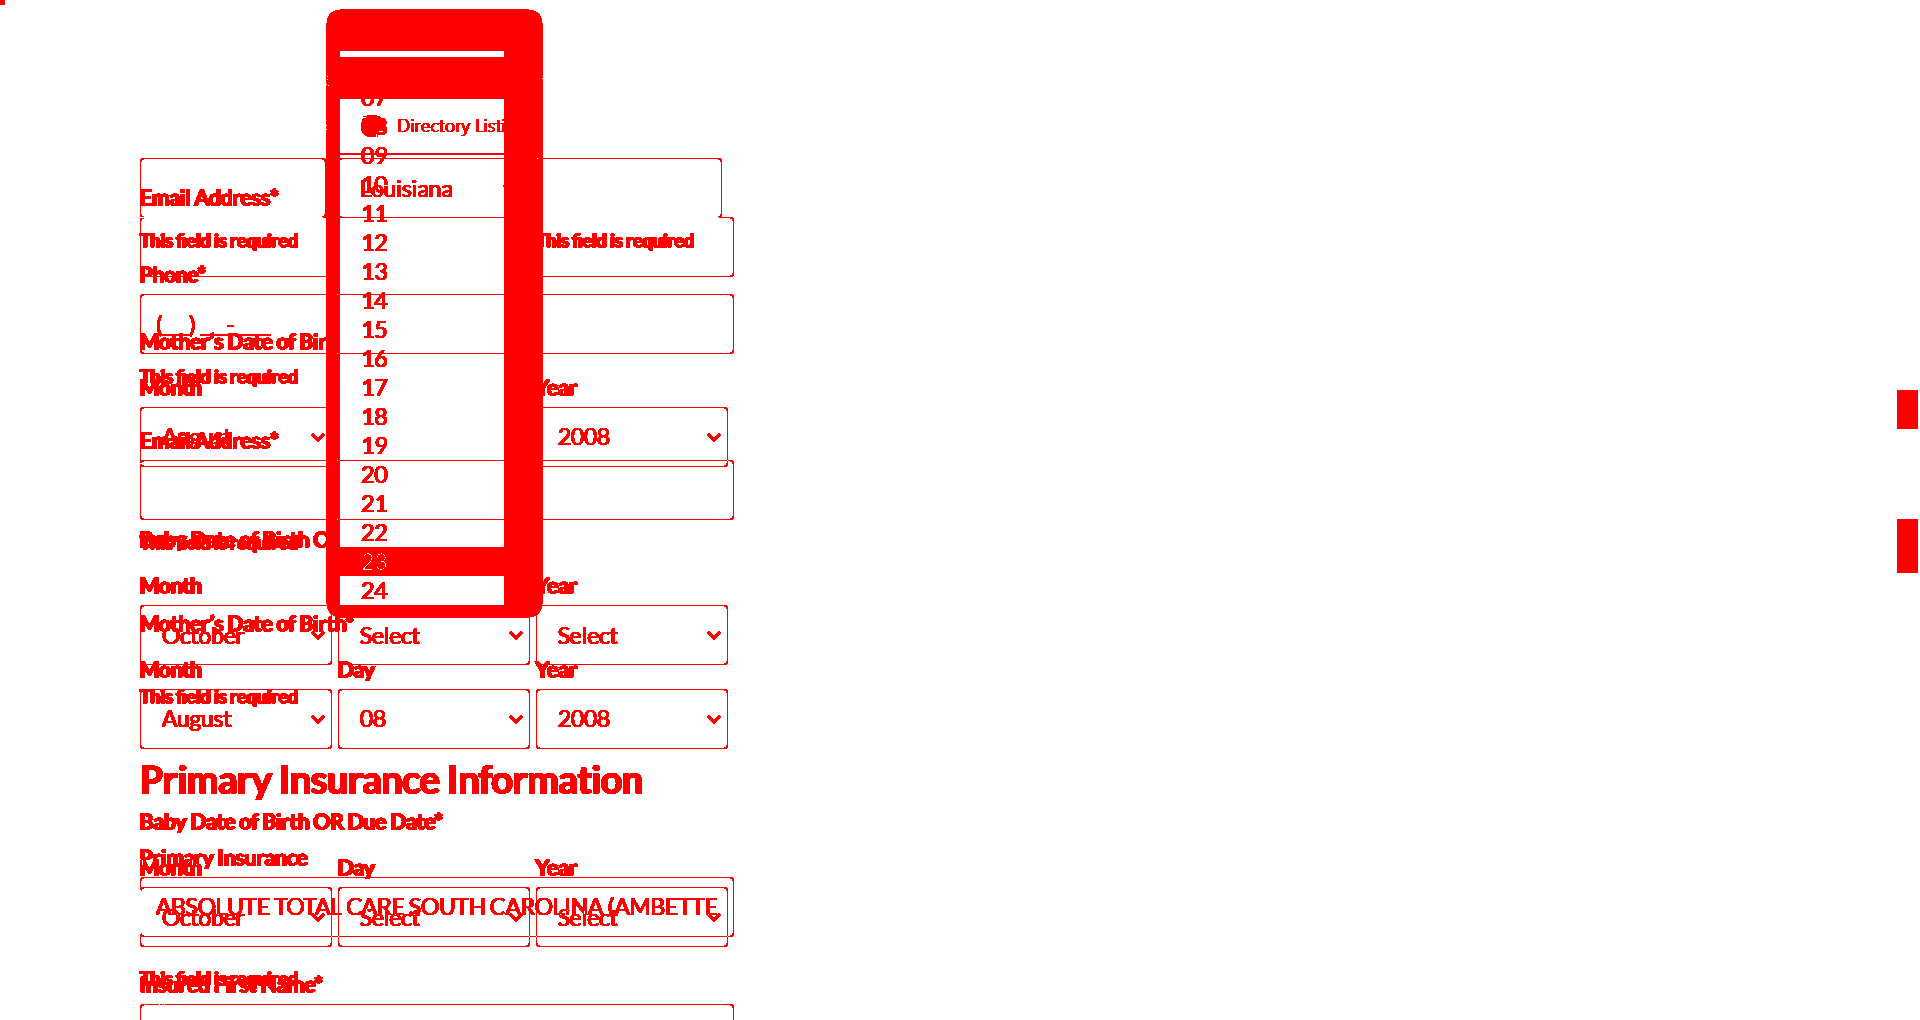 07
08 Directory Listi
09
10
Louisiana
Email Address*
11
12
This field is required This field is required
13
Phone*
14
15
(__) ___-____
Mother's Date of Bir
16
This field is required
17
Month Year
18
August 2008
Email Address*
19
20
21
22
Baby Date of Birth O
This field is required
23
24
Month Year
Mother's Date of Birth*
October Select Select
Month Day Year
This field is required
August 08 2008
Primary Insurance Information
Baby Date of Birth OR Due Date*
Primary Insurance
Month Day Year
ABSOLUTE TOTAL CARE SOUTH CAROLINA (AMBETTE
October Select Select
This field is required
Insured First Name*